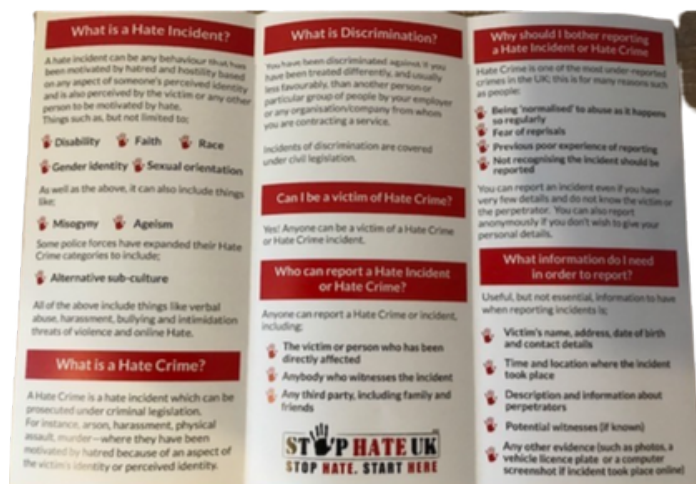 What is a Hate Incident?
A hate incident can be any behaviour that has
been motivated by hatred and hostility based
on any aspect of someone's perceived identity
and is also perceived by the victim or any other
person to be motivated by hate.
Things such as, but not limited to;
Disability Faith Race
Gender identity Sexual orientation
As well as the above, it can also include things
like;
Misogyny Ageism
Some police forces have expanded their Hate
Crime categories to include;
Alternative sub-culture
All of the above include things like verbal
abuse, harassment, bullying and intimidation
threats of violence and online Hate.
What is a Hate Crime?
A Hate Crime is a hate incident which can be
prosecuted under criminal legislation.
For instance, arson, harassment, physical
assault, murder—where they have been
motivated by hatred because of an aspect of
the victim's identity or perceived identity.
What is Discrimination?
You have been discriminated against if you
have been treated differently, and usually
less favourably, than another person or
particular group of people by your employer
or any organisation/company from whom
you are contracting a service.
Incidents of discrimination are covered
under civil legislation.
Can I be a victim of Hate Crime?
Yes! Anyone can be a victim of a Hate Crime
or Hate Crime incident.
Who can report a Hate Incident
or Hate Crime?
Anyone can report a Hate Crime or incident,
including;
The victim or person who has been
directly affected
Anybody who witnesses the incident
Any third party, including family and
friends
STOP HATE UK
STOP HATE. START HERE
Why should I bother reporting
a Hate Incident or Hate Crime
Hate Crime is one of the most under-reported
crimes in the UK; this is for many reasons such
as people:
Being 'normalised' to abuse as it happens
so regularly
Fear of reprisals
Previous poor experience of reporting
Not recognising the incident should be
reported
You can report an incident even if you have
very few details and do not know the victim or
the perpetrator. You can also report
anonymously if you don't wish to give your
personal details.
What information do I need
in order to report?
Useful, but not essential, information to have
when reporting incidents is;
Victim's name, address, date of birth
and contact details
Time and location where the incident
took place
Description and information about
perpetrators
Potential witnesses (if known)
Any other evidence (such as photos, a
vehicle licence plate or a computer
screenshot if incident took place online)